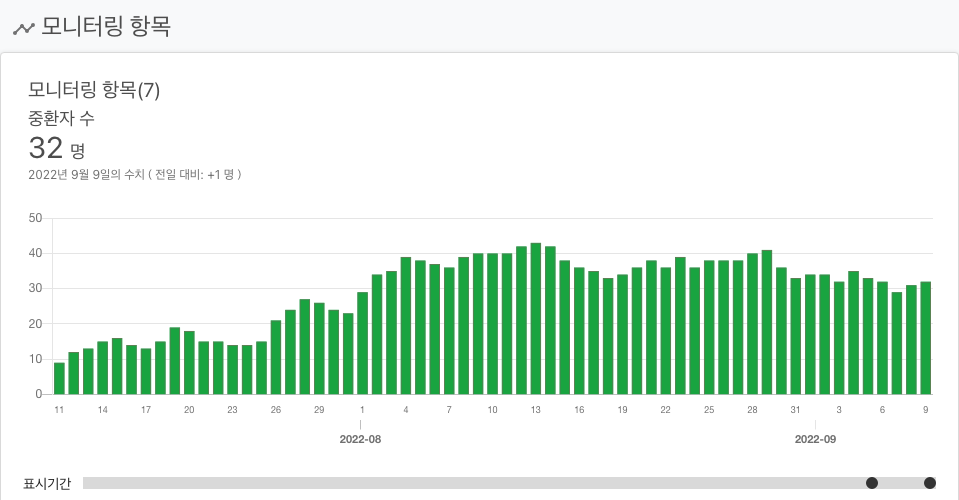 모니터링 항목
모니터링 항목(7)
중환자 수
32 명
2022년 9월 9일의 수치 ( 전일 대비: +1 명 )
50
40
30
20
10
0
11 14 17 20 23 26 29 1 4 7 10 13 16 19 22 25 28 31 3 6 9
2022-08 2022-09
표시기간